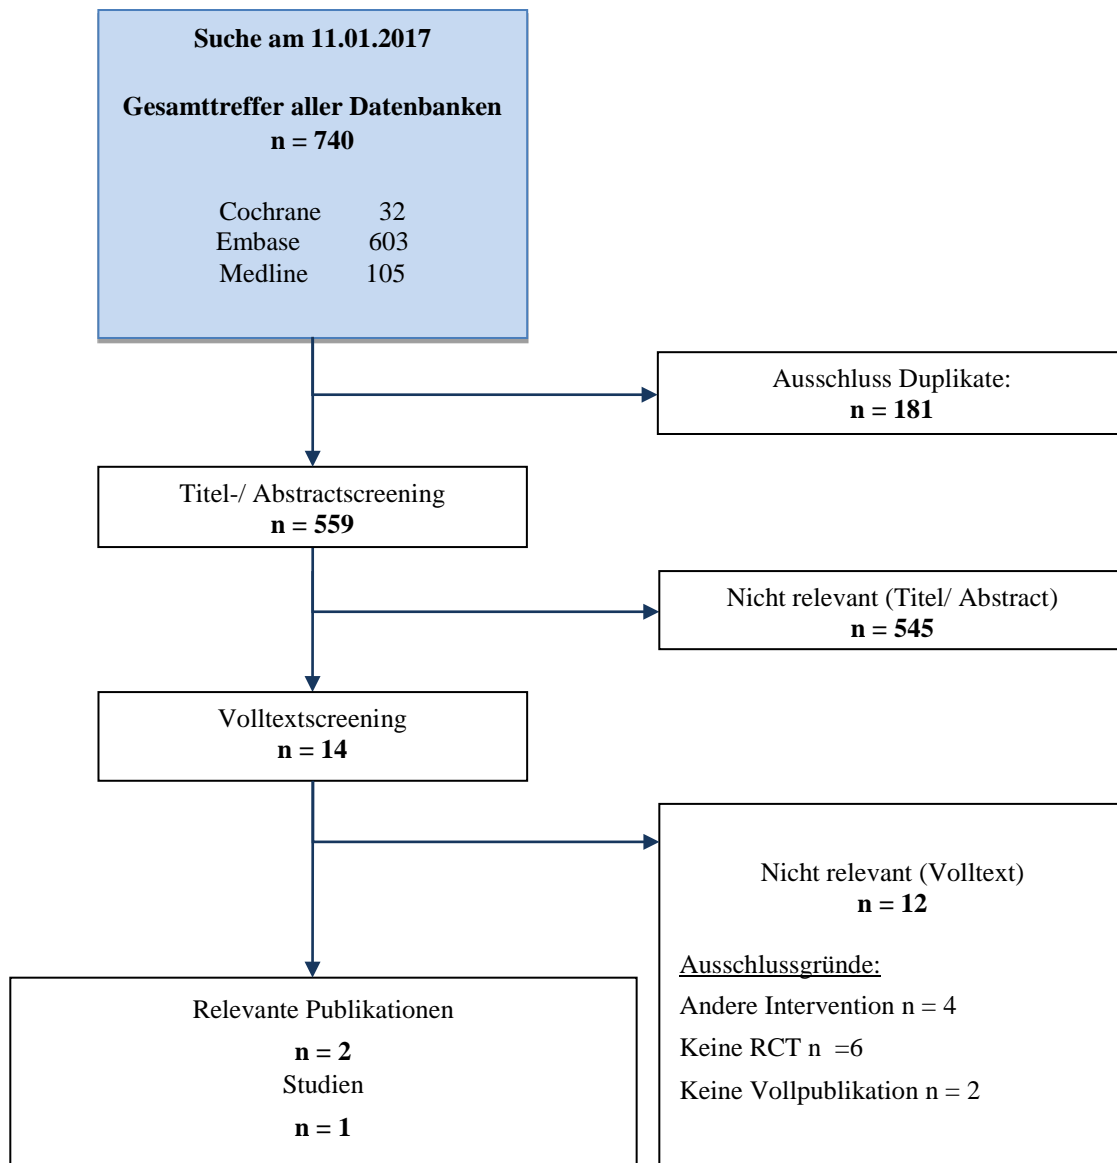 Suche am 11.01.2017
Gesamttreffer aller Datenbanken
n = 740
Cochrane 32
Embase 603
Medline 105
Ausschluss Duplikate:
n = 181
Titel-/ Abstractscreening
n = 559
Nicht relevant (Titel/ Abstract)
n = 545
Volltextscreening
n = 14
Nicht relevant (Volltext)
n = 12
Ausschlussgründe:
Andere Intervention n = 4
Keine RCT n =6
Keine Vollpublikation n = 2
Relevante Publikationen
n = 2
Studien
n = 1